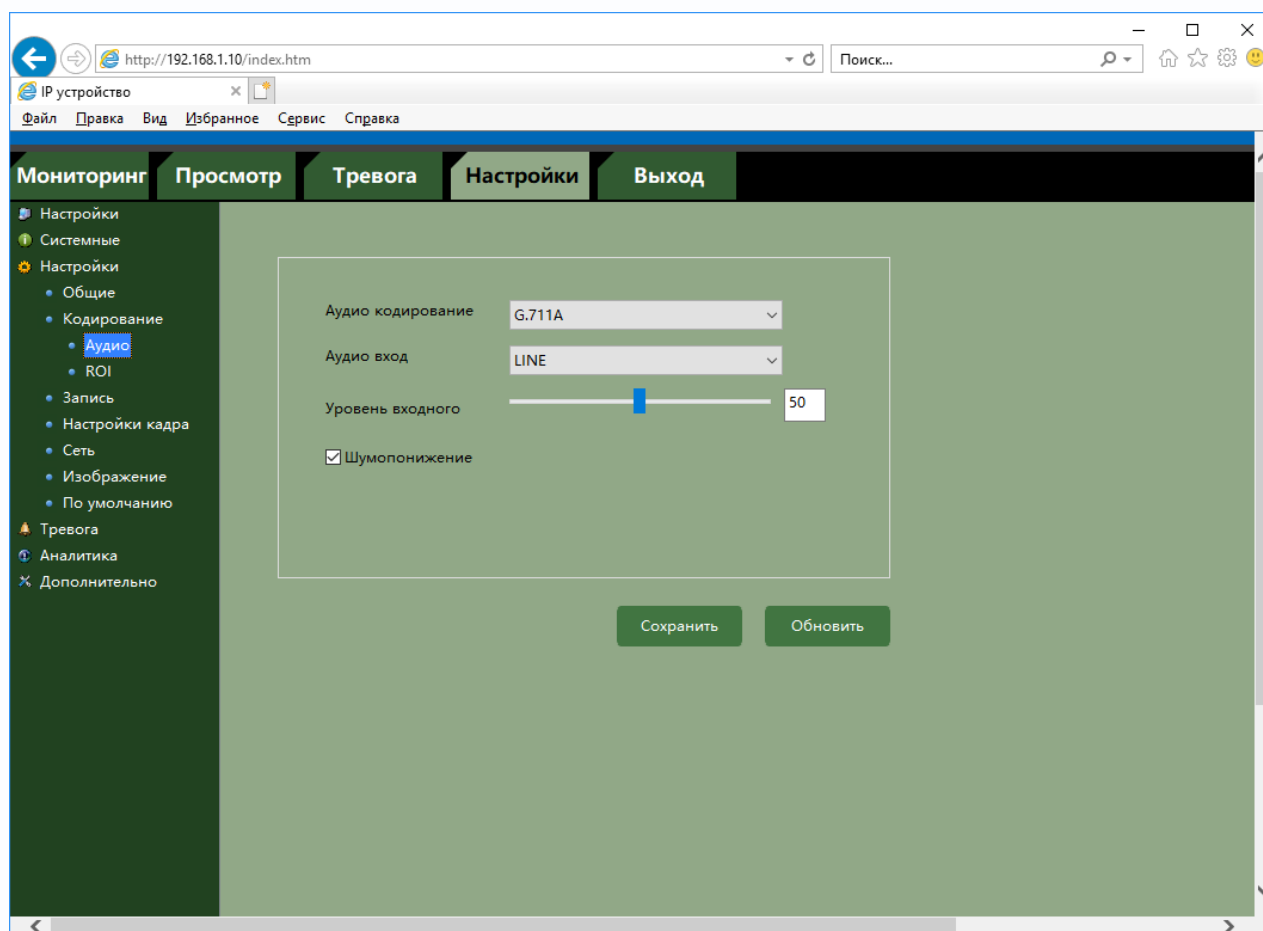 http://192.168.1.10/index.htm
Поиск...
IP устройство
Файл Правка Вид Избранное Сервис Справка
Мониторинг Просмотр Тревога Настройки Выход
Настройки
Системные
Настройки
Общие
Кодирование
Аудио
ROI
Запись
Настройки кадра
Сеть
Изображение
По умолчанию
Тревога
Аналитика
Дополнительно
Аудио кодирование G.711A
Аудио вход LINE
Уровень входного 50
Шумопонижение
Сохранить Обновить